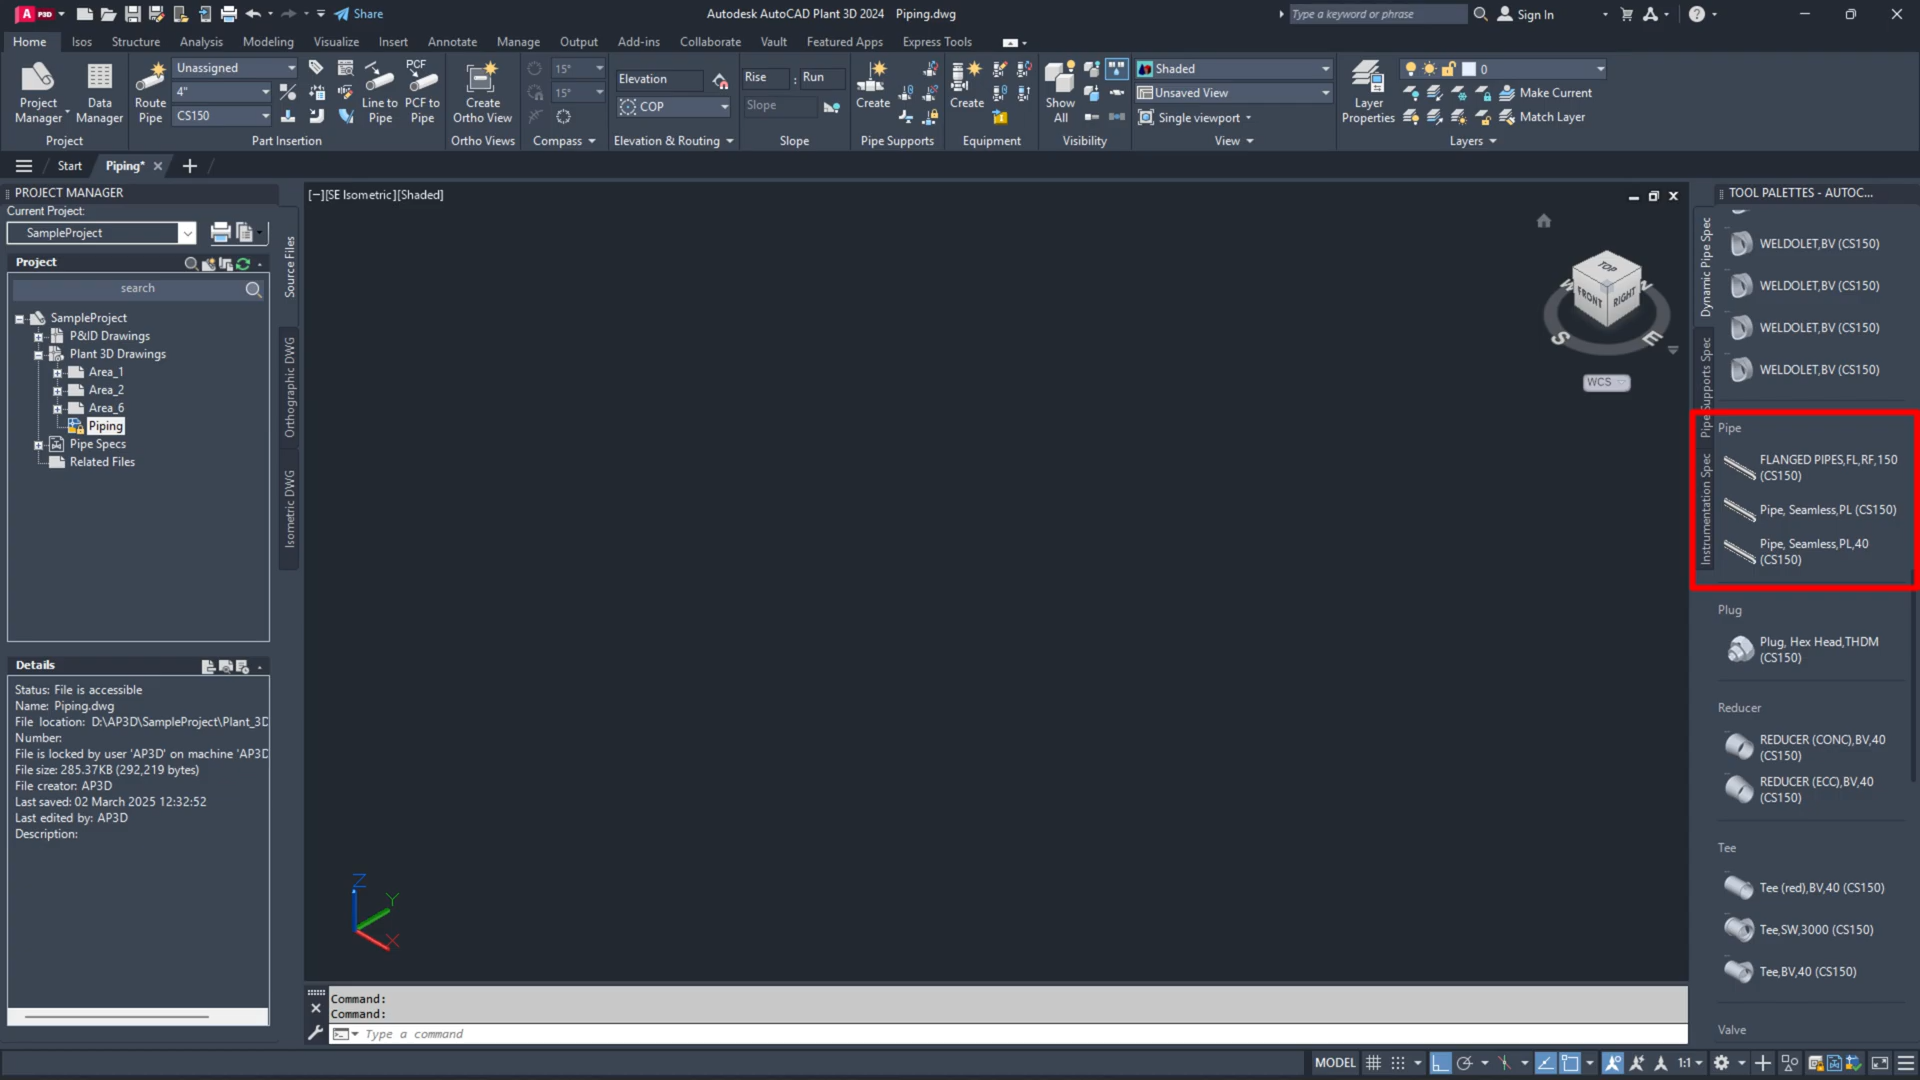 A P3D
Share
Autodesk AutoCAD Plant 3D 2024 Piping.dwg
Type a keyword or phrase
Sign In
Home Isos Structure Analysis Modeling Visualize Insert Annotate Manage Output Add-ins Collaborate Vault Featured Apps Express Tools
Project Manager
Data Manager
Project
Route Pipe
Unassigned
4"
CS150
Line to Pipe
PCF
PCF to Pipe
Part Insertion
Create Ortho View
Ortho Views
15°
15°
Compass
Elevation
COP
Elevation & Routing
Rise : Run
Slope
Slope
Create
Pipe Supports
Create
Equipment
Show All
Visibility
Shaded
Unsaved View
Single viewport
View
Layer Properties
0
Make Current
Match Layer
Layers
Start
Piping*
PROJECT MANAGER
Current Project:
SampleProject
Project
search
SampleProject
P&ID Drawings
Plant 3D Drawings
Area_1
Area_2
Area_6
Piping
Pipe Specs
Related Files
Source Files
Orthographic DWG
Isometric DWG
Details
Status: File is accessible
Name: Piping.dwg
File location: D:\AP3D\SampleProject\Plant_3D
Number:
File is locked by user 'AP3D' on machine 'AP3D
File size: 285.37KB (292,219 bytes)
File creator: AP3D
Last saved: 02 March 2025 12:32:52
Last edited by: AP3D
Description:
[−][SE Isometric][Shaded]
TOP
FRONT
RIGHT
W
N
S
E
WCS
Z
Y
X
Command:
Command:
Type a command
TOOL PALETTES - AUTOC...
Dynamic Pipe Spec
Pipe Supports Spec
Instrumentation Spec
WELDOLET,BV (CS150)
WELDOLET,BV (CS150)
WELDOLET,BV (CS150)
WELDOLET,BV (CS150)
Pipe
FLANGED PIPES,FL,RF,150
(CS150)
Pipe, Seamless,PL (CS150)
Pipe, Seamless,PL,40
(CS150)
Plug
Plug, Hex Head,THDM
(CS150)
Reducer
REDUCER (CONC),BV,40
(CS150)
REDUCER (ECC),BV,40
(CS150)
Tee
Tee (red),BV,40 (CS150)
Tee,SW,3000 (CS150)
Tee,BV,40 (CS150)
Valve
MODEL
1:1